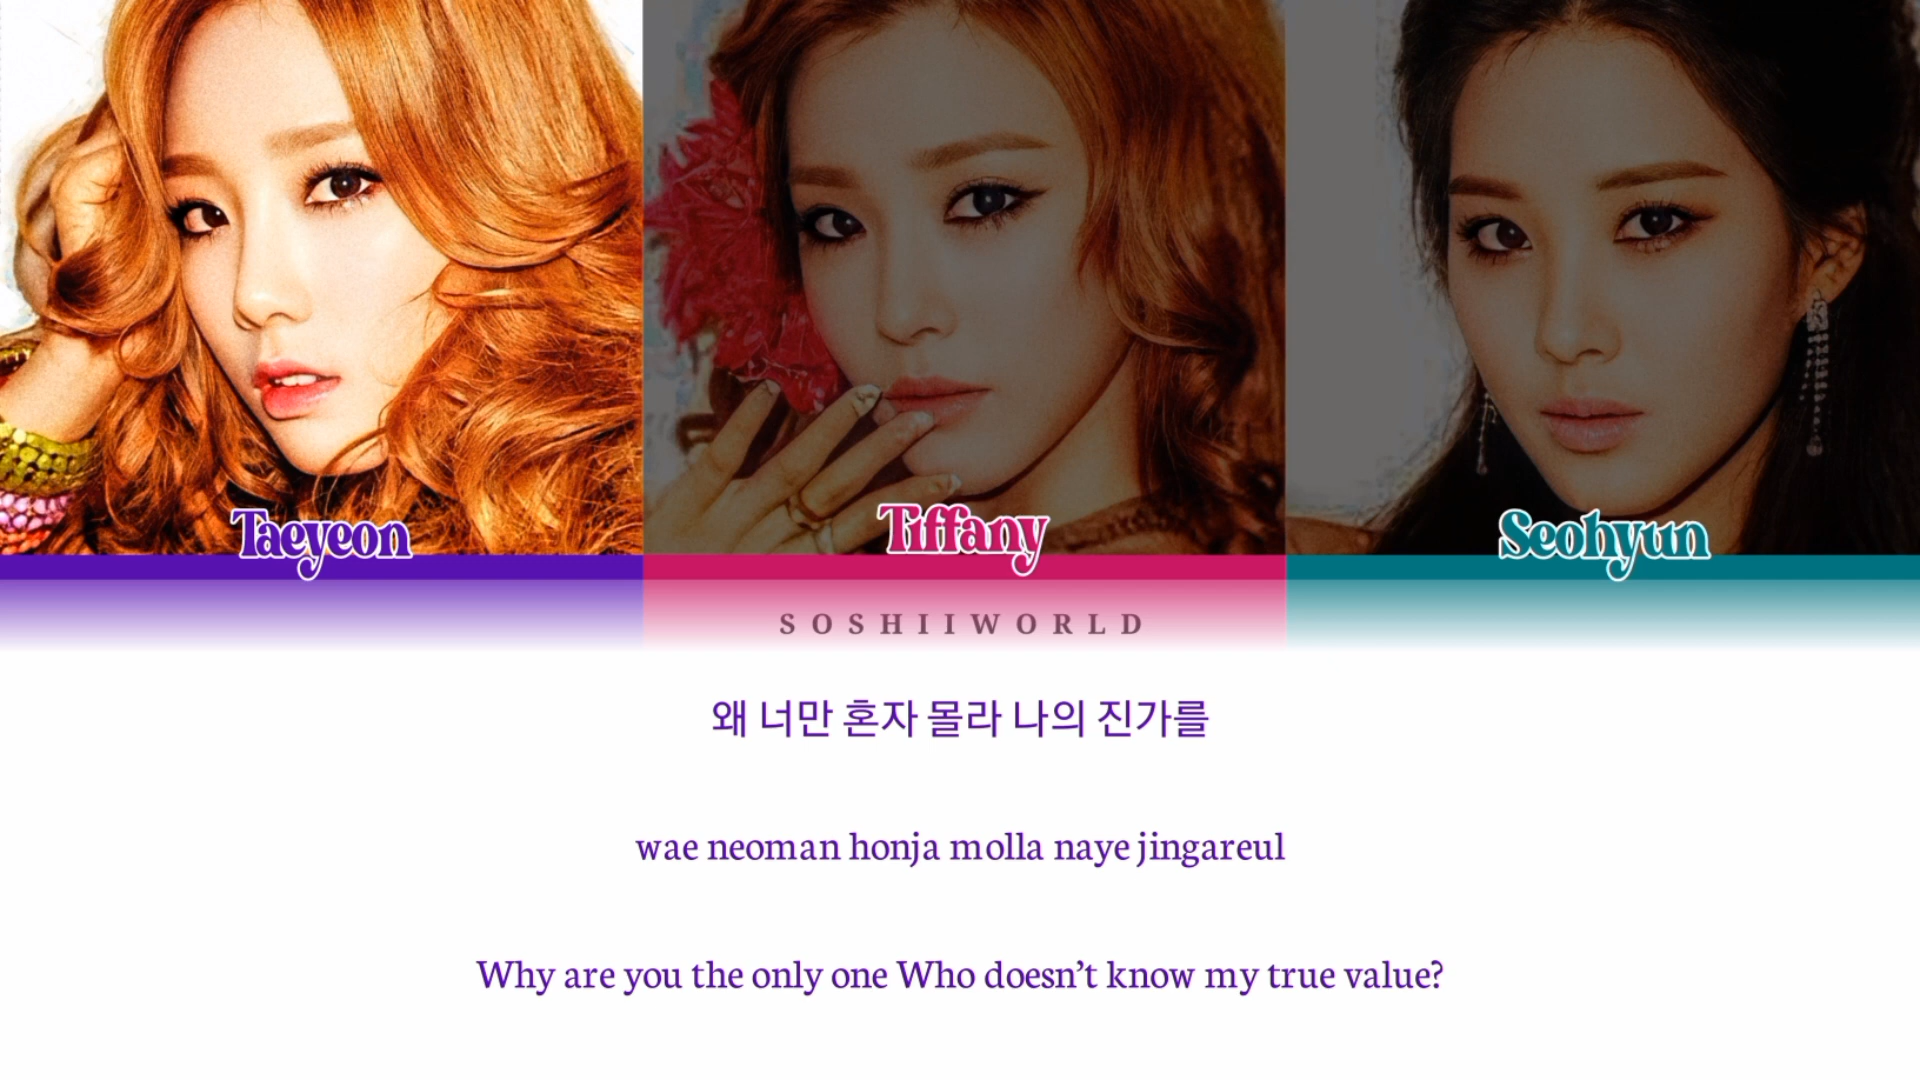 Taeyeon
Tiffany
Seohyun
SOSHIIWORLD
왜 너만 혼자 몰라 나의 진가를
wae neoman honja molla naye jingareul
Why are you the only one Who doesn't know my true value?